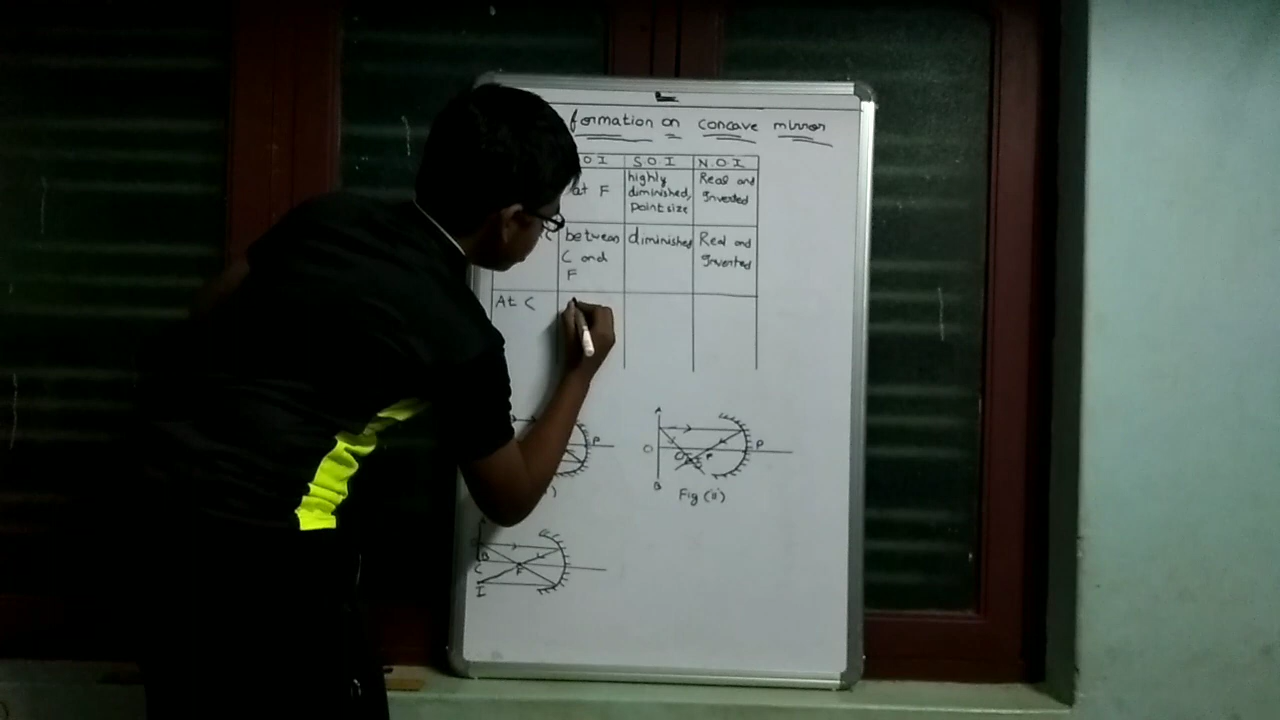 formation on concave mirror
O I S.O.I N.O.I
at F
highly
diminished,
point size
Real and
Inverted
between
C and
F
diminished
Real and
Inverted
At C
P
A
O
B
P
Fig (ii)
B
C
F
I